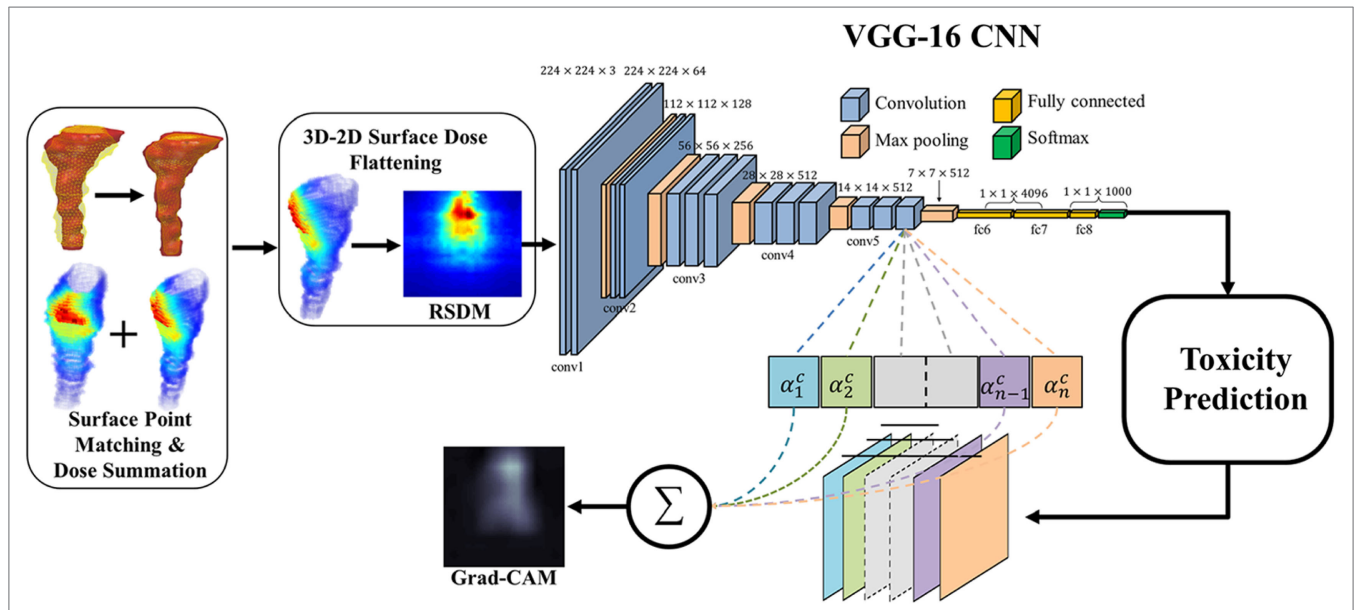 VGG-16 CNN
224 × 224 × 3 224 × 224 × 64
112 × 112 × 128
56 × 56 × 256
28 × 28 × 512
14 × 14 × 512
7 × 7 × 512
1 × 1 × 4096
1 × 1 × 1000
Convolution
Max pooling
Fully connected
Softmax
3D-2D Surface Dose
Flattening
RSDM
+
Surface Point
Matching &
Dose Summation
conv1
conv2
conv3
conv4
conv5
fc6
fc7
fc8
α₁ᶜ
α₂ᶜ
αₙ₋₁ᶜ
αₙᶜ
Toxicity
Prediction
Σ
Grad-CAM